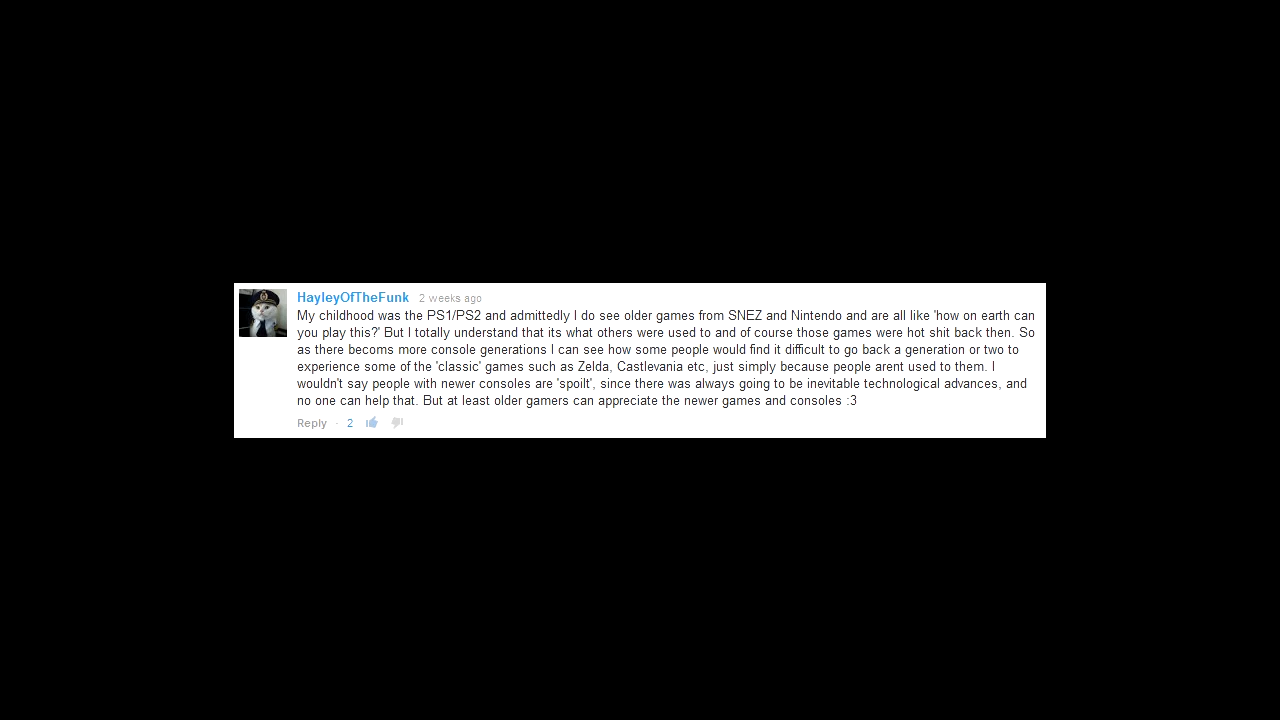 HayleyOfTheFunk 2 weeks ago
My childhood was the PS1/PS2 and admittedly I do see older games from SNEZ and Nintendo and are all like 'how on earth can
you play this?' But I totally understand that its what others were used to and of course those games were hot shit back then. So
as there becoms more console generations I can see how some people would find it difficult to go back a generation or two to
experience some of the 'classic' games such as Zelda, Castlevania etc, just simply because people arent used to them. I
wouldn't say people with newer consoles are 'spoilt', since there was always going to be inevitable technological advances, and
no one can help that. But at least older gamers can appreciate the newer games and consoles :3
Reply · 2